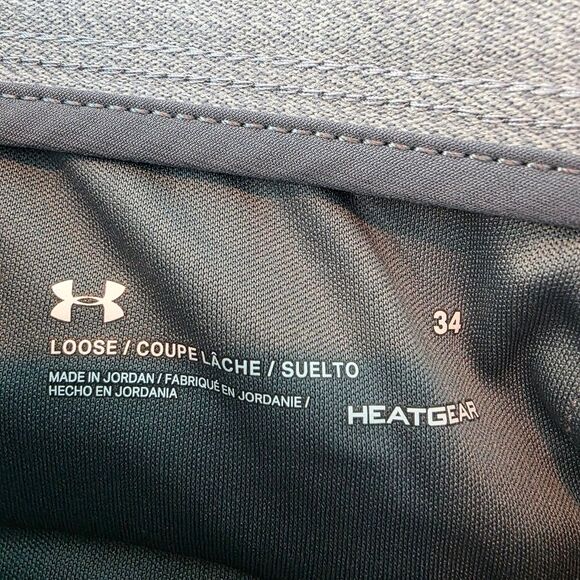 34
LOOSE / COUPE LÂCHE / SUELTO
MADE IN JORDAN / FABRIQUÉ EN JORDANIE /
HECHO EN JORDANIA
HEATGEAR